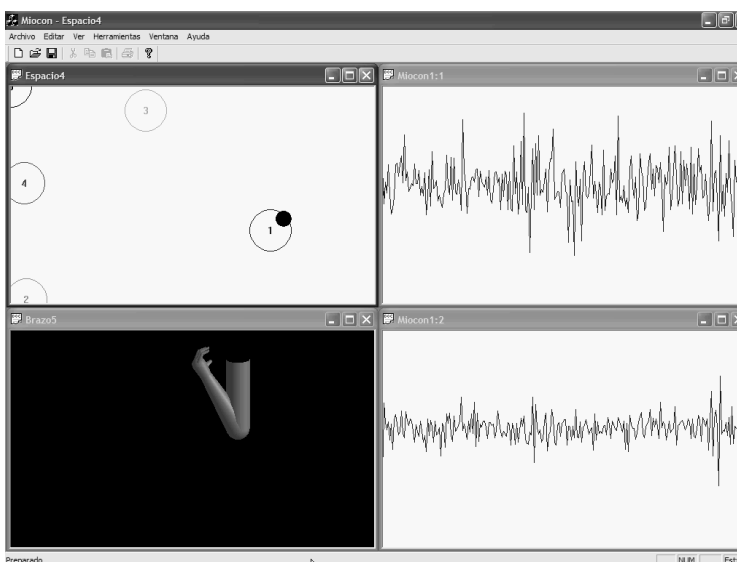 Miocon - Espacio4
Archivo Editar Ver Herramientas Ventana Ayuda
Espacio4
Miocon1:1
3
4
1
2
Brazo5
Miocon1:2
Preparado
NUM